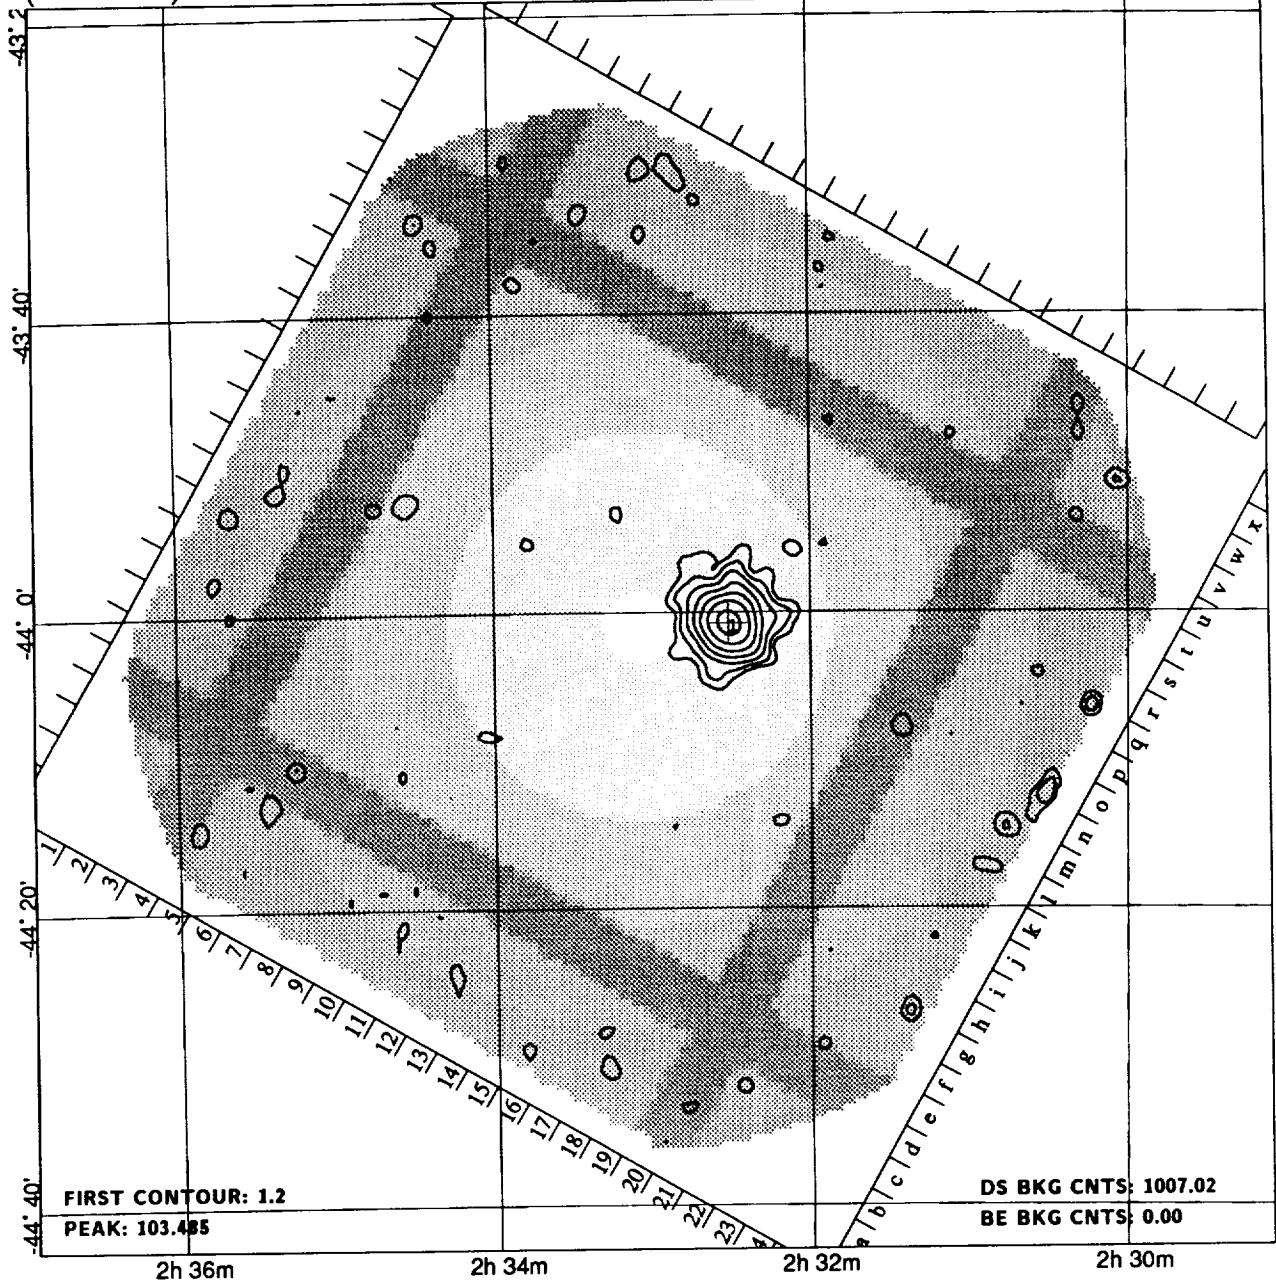 -43° 2
-43° 40'
-44° 0'
-44° 20'
-44° 40'
1 2 3 4 5 6 7 8 9 10 11 12 13 14 15 16 17 18 19 20 21 22 23
a b c d e f g h i j k l m n o p q r s t u v w x
FIRST CONTOUR: 1.2
PEAK: 103.485
DS BKG CNTS: 1007.02
BE BKG CNTS: 0.00
2h 36m
2h 34m
2h 32m
2h 30m